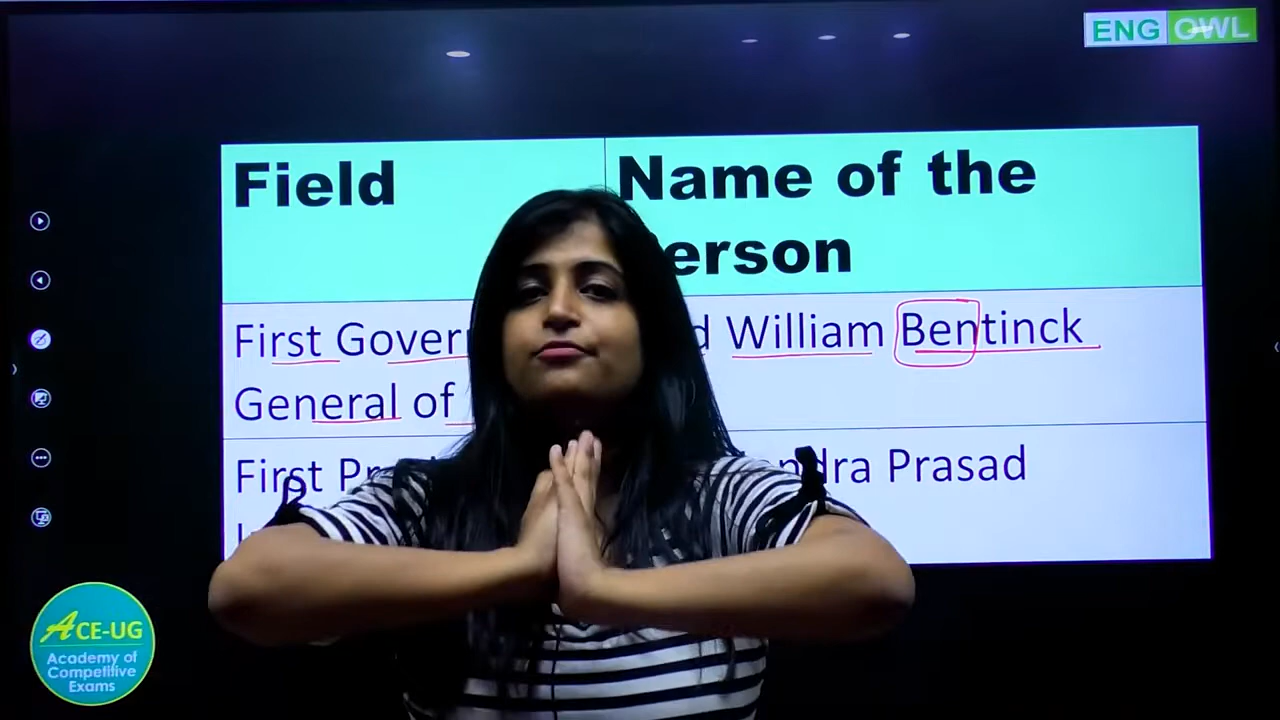 ENG OWL
Field
Name of the
erson
First Govern
William Bentinck
General of
First Pr
ndra Prasad
ACE-UG
Academy of
Competitive
Exams